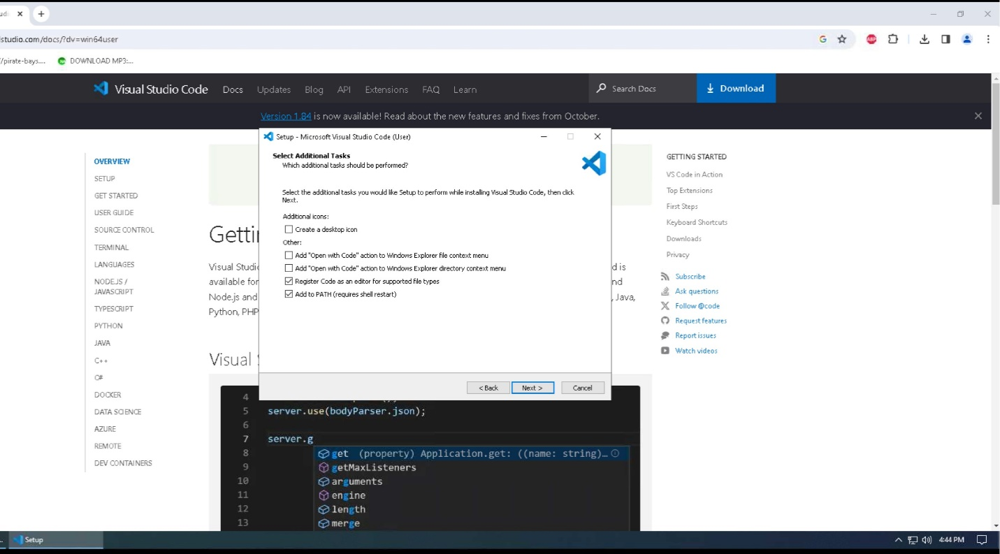 studio.com/docs/?dv=win64user
ABP
/pirate-bays....
DOWNLOAD MP3:...
Visual Studio Code
Docs
Updates
Blog
API
Extensions
FAQ
Learn
Search Docs
Download
Version 1.84 is now available! Read about the new features and fixes from October.
Setup - Microsoft Visual Studio Code (User)
Select Additional Tasks
Which additional tasks should be performed?
Select the additional tasks you would like Setup to perform while installing Visual Studio Code, then click
Next.
Additional icons:
Create a desktop icon
Other:
Add "Open with Code" action to Windows Explorer file context menu
Add "Open with Code" action to Windows Explorer directory context menu
Register Code as an editor for supported file types
Add to PATH (requires shell restart)
< Back
Next >
Cancel
OVERVIEW
SETUP
GET STARTED
USER GUIDE
SOURCE CONTROL
TERMINAL
LANGUAGES
NODE.JS /
JAVASCRIPT
TYPESCRIPT
PYTHON
JAVA
C++
C#
DOCKER
DATA SCIENCE
AZURE
REMOTE
DEV CONTAINERS
Getti
Visual Studi
d is
available for
nd
Node.js and
, Java,
Python, PHP
Visual
GETTING STARTED
VS Code in Action
Top Extensions
First Steps
Keyboard Shortcuts
Downloads
Privacy
Subscribe
Ask questions
Follow @code
Request features
Report issues
Watch videos
4
5 server.use(bodyParser.json);
6
7 server.g
8 get (property) Application.get: ((name: string)…
9 getMaxListeners
10 arguments
11 engine
12 length
13 merge
Setup
4:44 PM